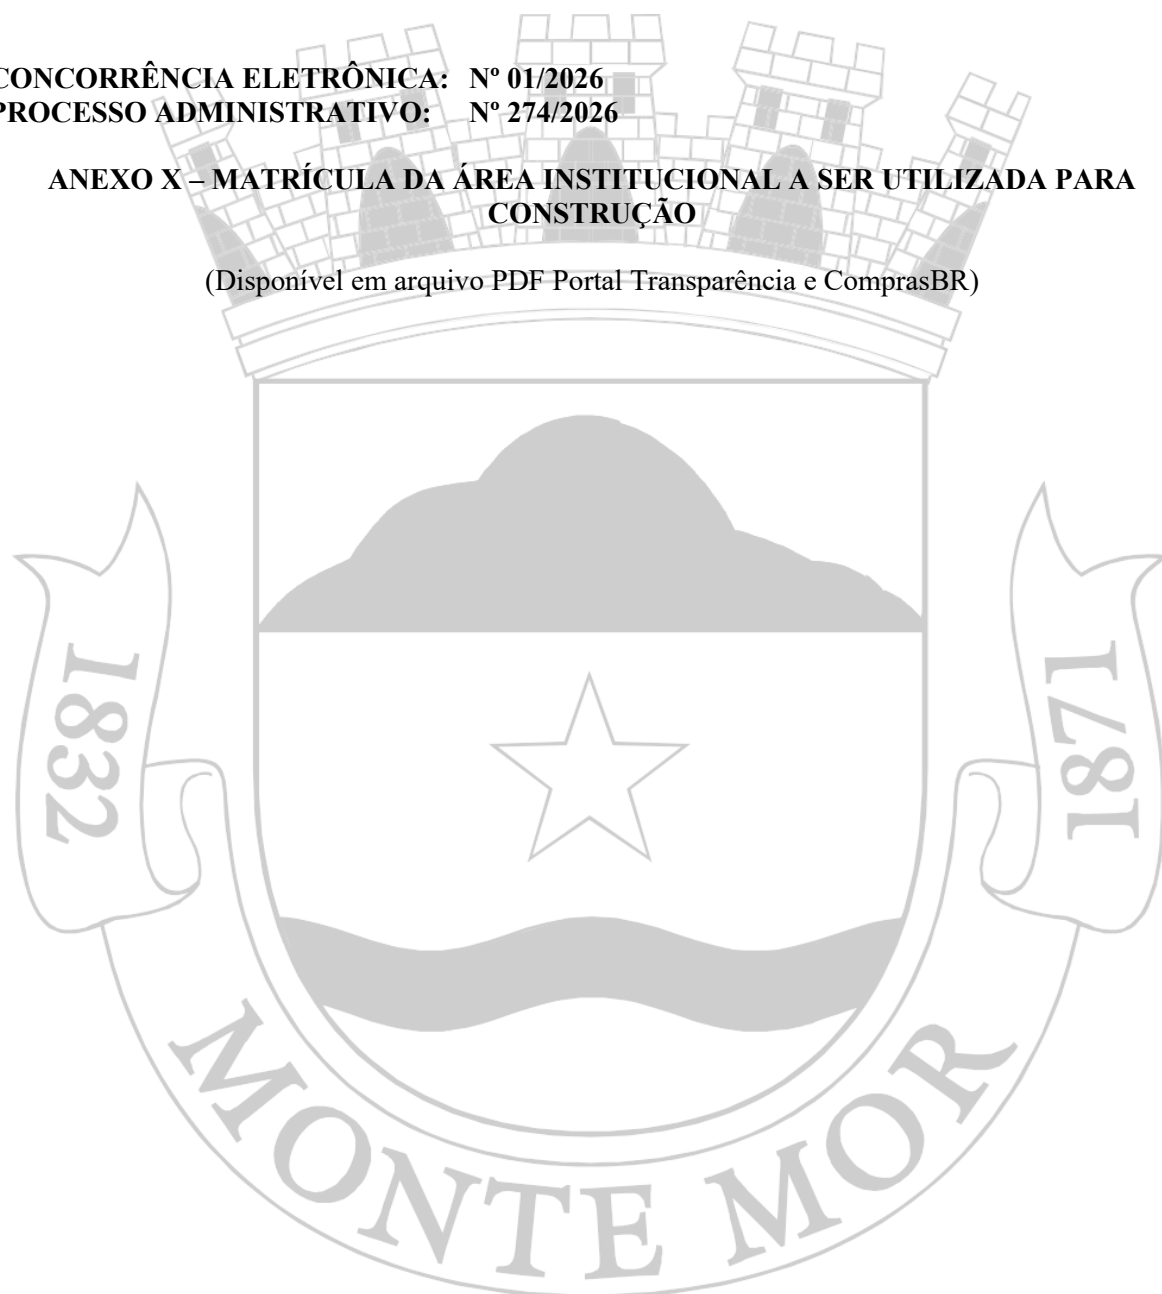 CONCORRÊNCIA ELETRÔNICA: Nº 01/2026
PROCESSO ADMINISTRATIVO: Nº 274/2026
ANEXO X – MATRÍCULA DA ÁREA INSTITUCIONAL A SER UTILIZADA PARA
CONSTRUÇÃO
(Disponível em arquivo PDF Portal Transparência e ComprasBR)
1832
1871
MONTE MOR